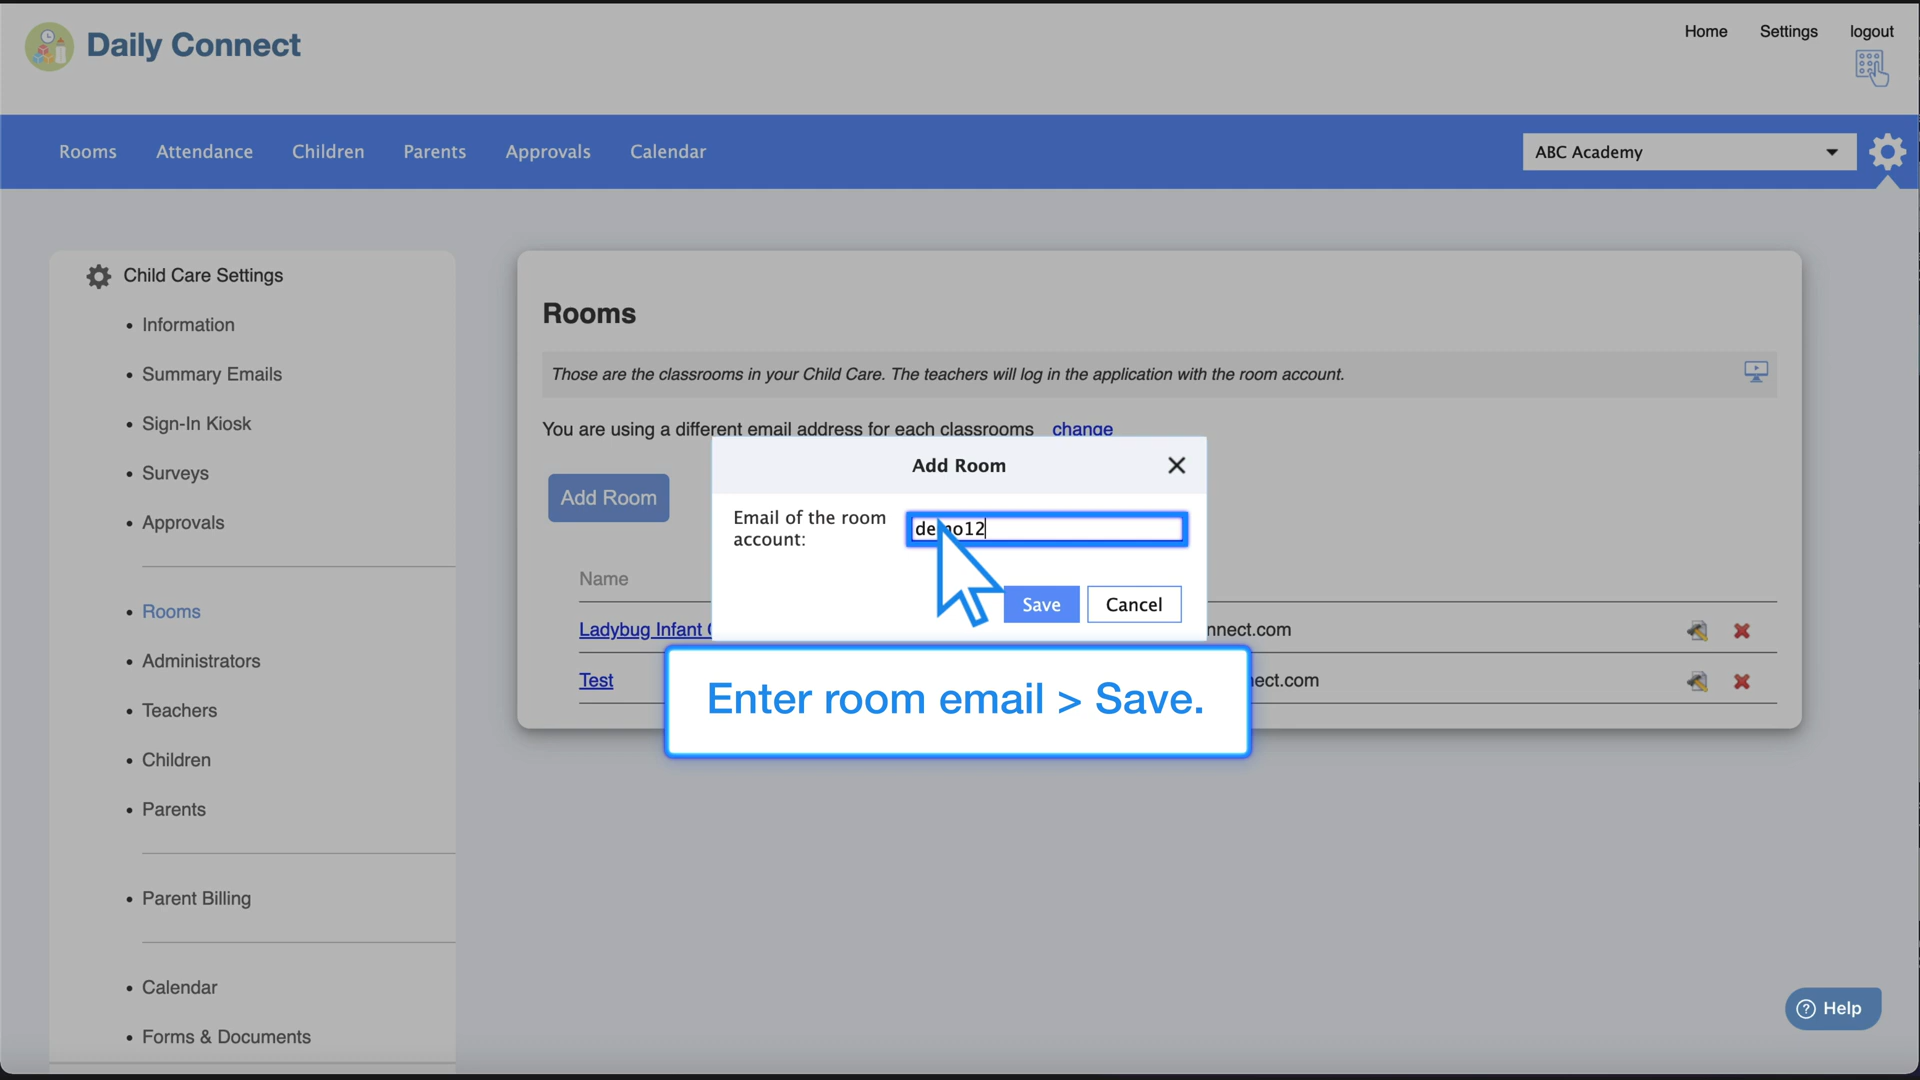 Daily Connect
Home Settings logout
Rooms Attendance Children Parents Approvals Calendar
ABC Academy
Child Care Settings
• Information
• Summary Emails
• Sign-In Kiosk
• Surveys
• Approvals
• Rooms
• Administrators
• Teachers
• Children
• Parents
• Parent Billing
• Calendar
• Forms & Documents
Rooms
Those are the classrooms in your Child Care. The teachers will log in the application with the room account.
You are using a different email address for each classrooms change
Add Room
Add Room
Email of the room
account:
Save Cancel
Name
Ladybug Infant
nnect.com
Test
ect.com
Enter room email > Save.
Help